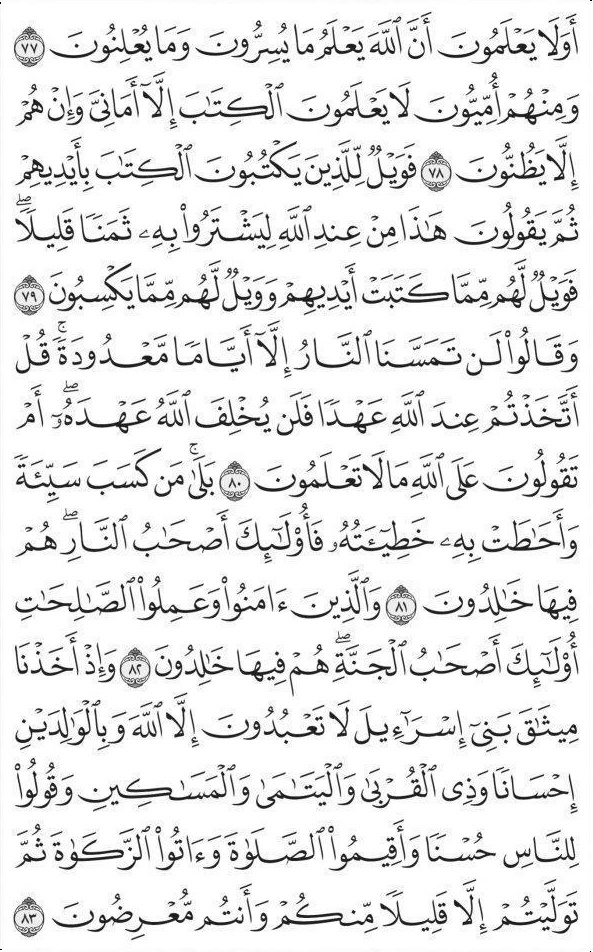 أَوَلَا يَعْلَمُونَ أَنَّ ٱللَّهَ يَعْلَمُ مَا يُسِرُّونَ وَمَا يُعْلِنُونَ ٧٧
وَمِنْهُمْ أُمِّيُّونَ لَا يَعْلَمُونَ ٱلْكِتَٰبَ إِلَّآ أَمَانِىَّ وَإِنْ هُمْ
إِلَّا يَظُنُّونَ ٧٨ فَوَيْلٌ لِّلَّذِينَ يَكْتُبُونَ ٱلْكِتَٰبَ بِأَيْدِيهِمْ
ثُمَّ يَقُولُونَ هَٰذَا مِنْ عِندِ ٱللَّهِ لِيَشْتَرُوا۟ بِهِۦ ثَمَنًا قَلِيلًا ۖ
فَوَيْلٌ لَّهُم مِّمَّا كَتَبَتْ أَيْدِيهِمْ وَوَيْلٌ لَّهُم مِّمَّا يَكْسِبُونَ ٧٩
وَقَالُوا۟ لَن تَمَسَّنَا ٱلنَّارُ إِلَّآ أَيَّامًا مَّعْدُودَةً ۚ قُلْ
أَتَّخَذْتُمْ عِندَ ٱللَّهِ عَهْدًا فَلَن يُخْلِفَ ٱللَّهُ عَهْدَهُۥٓ ۖ أَمْ
تَقُولُونَ عَلَى ٱللَّهِ مَا لَا تَعْلَمُونَ ٨٠ بَلَىٰ ۚ مَن كَسَبَ سَيِّئَةً
وَأَحَٰطَتْ بِهِۦ خَطِيٓـَٔتُهُۥ فَأُو۟لَٰٓئِكَ أَصْحَٰبُ ٱلنَّارِ ۖ هُمْ
فِيهَا خَٰلِدُونَ ٨١ وَٱلَّذِينَ ءَامَنُوا۟ وَعَمِلُوا۟ ٱلصَّٰلِحَٰتِ
أُو۟لَٰٓئِكَ أَصْحَٰبُ ٱلْجَنَّةِ ۖ هُمْ فِيهَا خَٰلِدُونَ ٨٢ وَإِذْ أَخَذْنَا
مِيثَٰقَ بَنِىٓ إِسْرَٰٓءِيلَ لَا تَعْبُدُونَ إِلَّا ٱللَّهَ وَبِٱلْوَٰلِدَيْنِ
إِحْسَانًا وَذِى ٱلْقُرْبَىٰ وَٱلْيَتَٰمَىٰ وَٱلْمَسَٰكِينِ وَقُولُوا۟
لِلنَّاسِ حُسْنًا وَأَقِيمُوا۟ ٱلصَّلَوٰةَ وَءَاتُوا۟ ٱلزَّكَوٰةَ ثُمَّ
تَوَلَّيْتُمْ إِلَّا قَلِيلًا مِّنكُمْ وَأَنتُم مُّعْرِضُونَ ٨٣